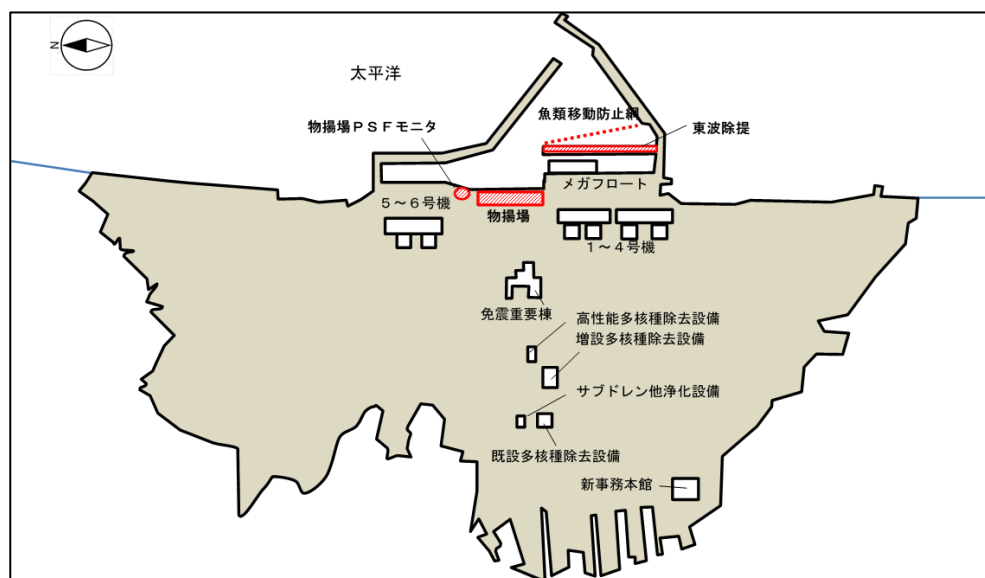 N
太平洋
魚類移動防止網
物揚場ＰＳＦモニタ
東波除提
メガフロート
５～６号機
物揚場
１～４号機
免震重要棟
高性能多核種除去設備
増設多核種除去設備
サブドレン他浄化設備
既設多核種除去設備
新事務本館